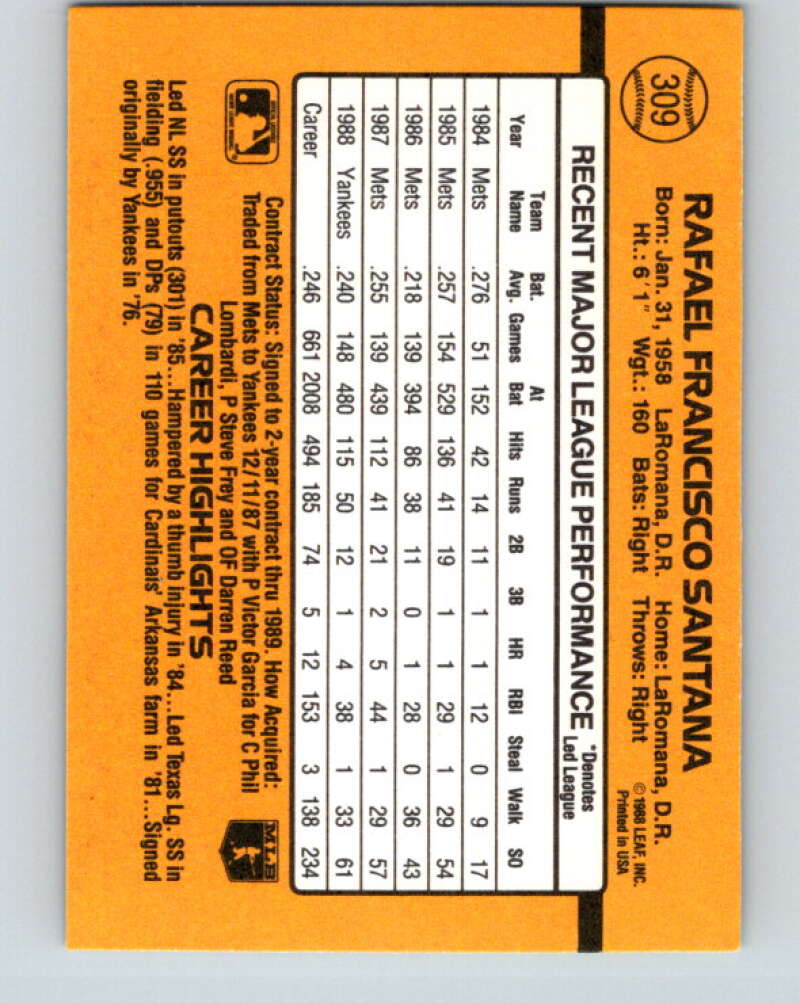 309
RAFAEL FRANCISCO SANTANA
Born: Jan. 31, 1958 LaRomana, D.R. Home: LaRomana, D.R.
Ht.: 6'1" Wgt.: 160 Bats: Right Throws: Right
© 1988 LEAF, INC.
Printed in USA
RECENT MAJOR LEAGUE PERFORMANCE
*Denotes
Led League
Year Team Name Bat. Avg. Games At Bat Hits Runs 2B 3B HR RBI Steal Walk SO
1984 Mets .276 51 152 42 14 11 1 1 12 0 9 17
1985 Mets .257 154 529 136 41 19 1 1 29 1 29 54
1986 Mets .218 139 394 86 38 11 0 1 28 0 36 43
1987 Mets .255 139 439 112 41 21 2 5 44 1 29 57
1988 Yankees .240 148 480 115 50 12 1 4 38 1 33 61
Career .246 661 2008 494 185 74 5 12 153 3 138 234
Contract Status: Signed to 2-year contract thru 1989. How Acquired:
Traded from Mets to Yankees 12/11/87 with P Victor Garcia for C Phil
Lombardi, P Steve Frey and OF Darren Reed
MLB
CAREER HIGHLIGHTS
Led NL SS in putouts (301) in '85...Hampered by a thumb injury in '84...Led Texas Lg. SS in
fielding (.955) and DPs (79) in 110 games for Cardinals' Arkansas farm in '81...Signed
originally by Yankees in '76.